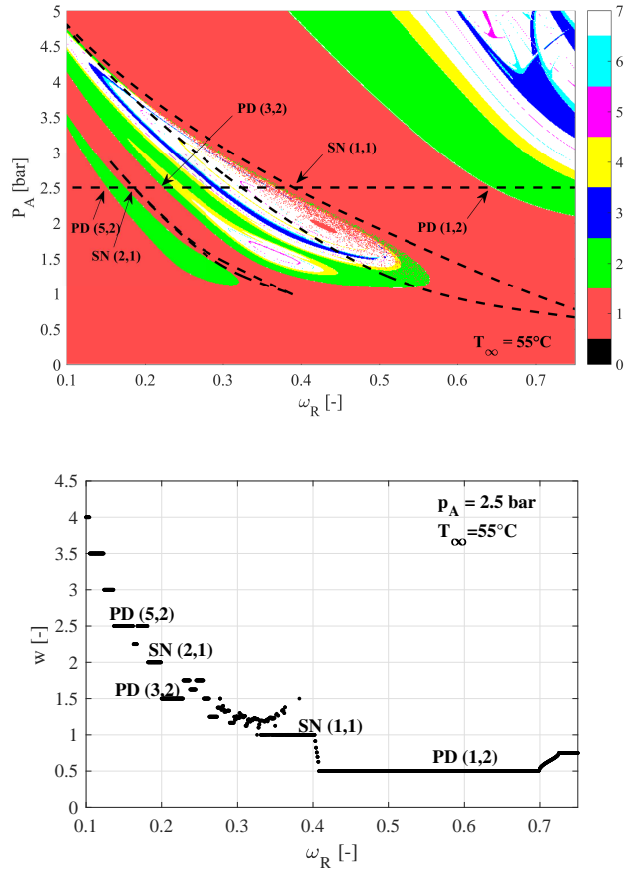 5
4.5
4
3.5
3
2.5
2
1.5
1
0.5
0
P_A [bar]
PD (3,2)
SN (1,1)
PD (5,2)
SN (2,1)
PD (1,2)
T_∞ = 55°C
0.1 0.2 0.3 0.4 0.5 0.6 0.7
ω_R [-]
7
6
5
4
3
2
1
0
4.5
4
3.5
3
2.5
2
1.5
1
0.5
0
w [-]
p_A = 2.5 bar
T_∞=55°C
PD (5,2)
SN (2,1)
PD (3,2)
SN (1,1)
PD (1,2)
0.1 0.2 0.3 0.4 0.5 0.6 0.7
ω_R [-]